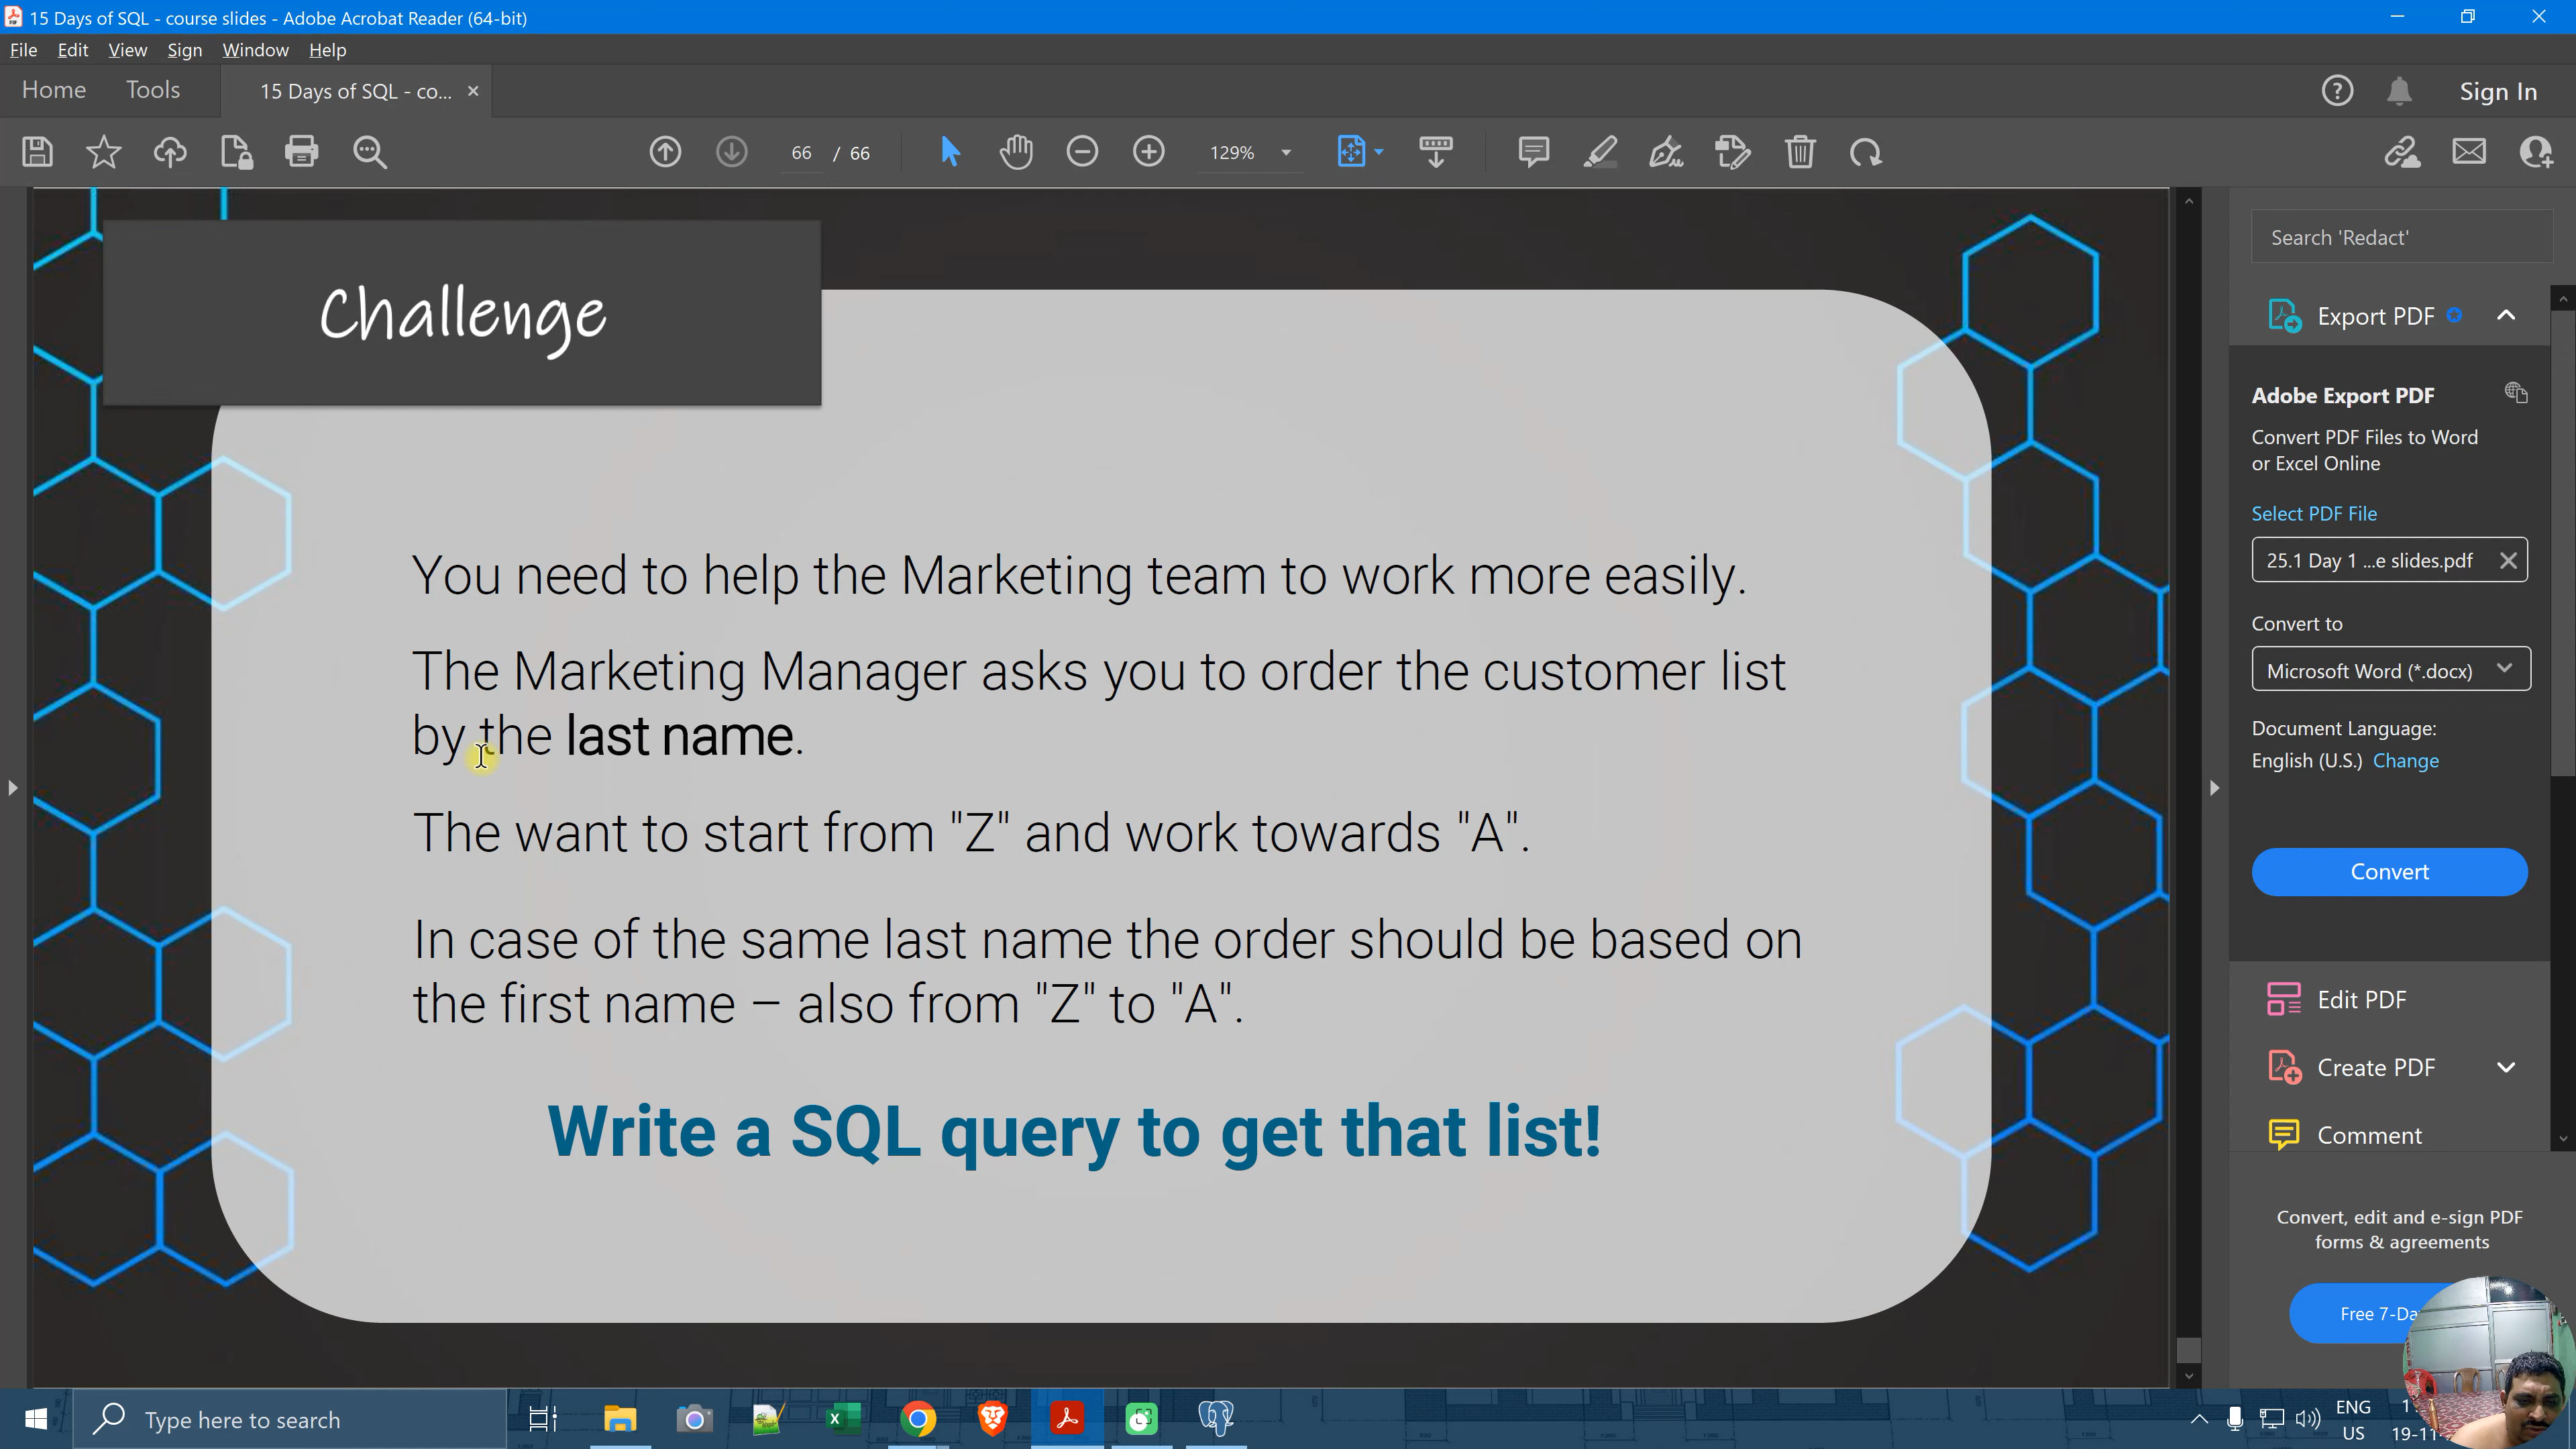 15 Days of SQL - course slides - Adobe Acrobat Reader (64-bit)
File Edit View Sign Window Help
Home Tools 15 Days of SQL - co... Sign In
66 / 66 129%
Search 'Redact'
Challenge
Export PDF
Adobe Export PDF
Convert PDF Files to Word
or Excel Online
Select PDF File
25.1 Day 1 ...e slides.pdf
Convert to
Microsoft Word (*.docx)
Document Language:
English (U.S.) Change
Convert
Edit PDF
Create PDF
Comment
Convert, edit and e-sign PDF
forms & agreements
Free 7-Da
You need to help the Marketing team to work more easily.
The Marketing Manager asks you to order the customer list
by the last name.
The want to start from "Z" and work towards "A".
In case of the same last name the order should be based on
the first name – also from "Z" to "A".
Write a SQL query to get that list!
Type here to search
ENG
US
19-11